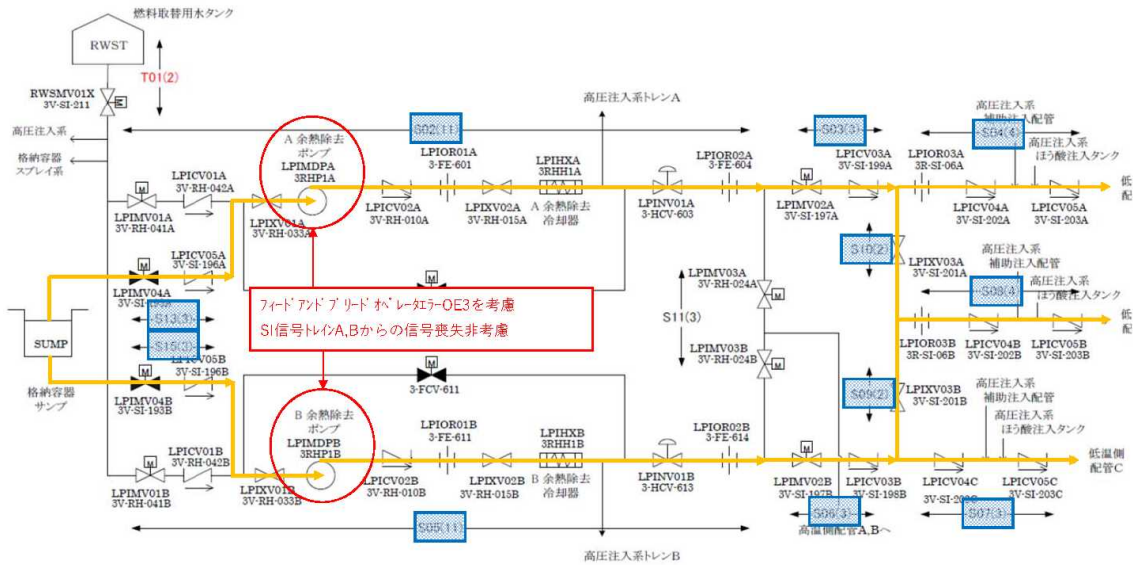 燃料取替用水タンク
RWST
T01(2)
RWSMV01X
3V-SI-211
高圧注入系
格納容器
スプレイ系
LPICV01A
3V-RH-042A
LPIMV01A
3V-RH-041A
LPIXV01A
3V-RH-033A
A 余熱除去
ポンプ
LPIMDPA
3RHP1A
S02(11)
LPICV02A
3V-RH-010A
LPIOR01A
3-FE-601
LPIXV02A
3V-RH-015A
LPIHXA
3RHH1A
A 余熱除去
冷却器
高圧注入系トレンA
LPINV01A
3-HCV-603
LPIOR02A
3-FE-604
S03(3)
LPIMV02A
3V-SI-197A
LPICV03A
3V-SI-199A
LPIOR03A
3R-SI-06A
高圧注入系
補助注入配管
S04(4)
高圧注入系
ほう酸注入タンク
LPICV04A
3V-SI-202A
LPICV05A
3V-SI-203A
低
配
LPICV05A
3V-SI-196A
LPIMV04A
S13(3)
S15(3)
SUMP
格納容器
サンプ
LPICV05B
3V-SI-196B
LPIMV04B
3V-SI-193B
フィードアンドブリードオペレータエラーOE3を考慮
SI信号トレインA,Bからの信号喪失非考慮
S11(3)
LPIMV03A
3V-RH-024A
LPIMV03B
3V-RH-024B
S10(2)
LPIXV03A
3V-SI-201A
高圧注入系
補助注入配管
S08(4)
高圧注入系
ほう酸注入タンク
LPIOR03B
3R-SI-06B
LPICV04B
3V-SI-202B
LPICV05B
3V-SI-203B
低
配
S09(2)
LPIXV03B
3V-SI-201B
3-FCV-611
LPICV01B
3V-RH-042B
LPIMV01B
3V-RH-041B
LPIXV01B
3V-RH-033B
B 余熱除去
ポンプ
LPIMDPB
3RHP1B
LPICV02B
3V-RH-010B
LPIOR01B
3-FE-611
LPIXV02B
3V-RH-015B
LPIHXB
3RHH1B
B 余熱除去
冷却器
LPINV01B
3-HCV-613
LPIOR02B
3-FE-614
LPIMV02B
3V-SI-197B
LPICV03B
3V-SI-198B
高圧注入系
補助注入配管
高圧注入系
ほう酸注入タンク
低温側
配管C
LPICV04C
LPICV05C
3V-SI-203C
S05(11)
S06(3)
S07(3)
高温側配管A,Bへ
高圧注入系トレンB